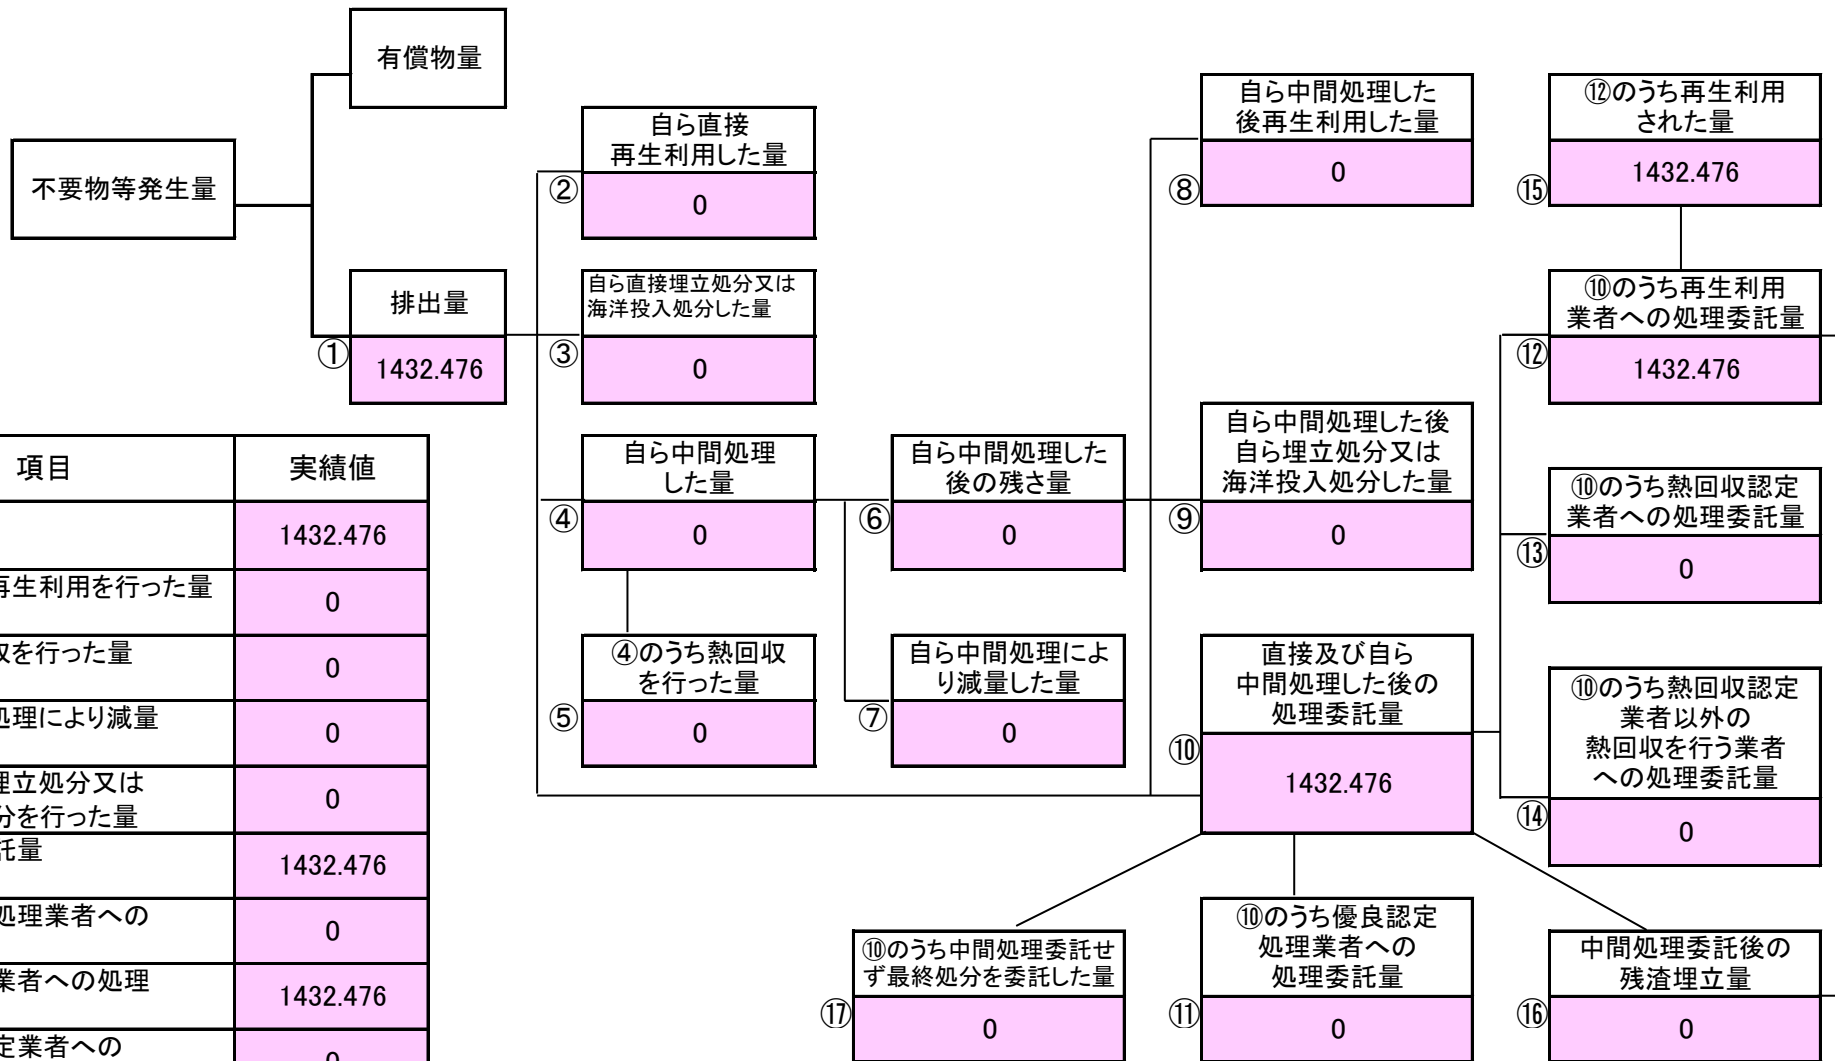 有償物量
不要物等発生量
排出量
①
1432.476
自ら直接
再生利用した量
②
0
自ら直接埋立処分又は
海洋投入処分した量
③
0
自ら中間処理
した量
④
0
④のうち熱回収
を行った量
⑤
0
自ら中間処理した
後の残さ量
⑥
0
自ら中間処理によ
り減量した量
⑦
0
自ら中間処理した
後再生利用した量
⑧
0
自ら中間処理した後
自ら埋立処分又は
海洋投入処分した量
⑨
0
直接及び自ら
中間処理した後の
処理委託量
⑩
1432.476
⑫のうち再生利用
された量
⑮
1432.476
⑩のうち再生利用
業者への処理委託量
⑫
1432.476
⑩のうち熱回収認定
業者への処理委託量
⑬
0
⑩のうち熱回収認定
業者以外の
熱回収を行う業者
への処理委託量
⑭
0
⑩のうち中間処理委託せ
ず最終処分を委託した量
⑰
0
⑩のうち優良認定
処理業者への
処理委託量
⑪
0
中間処理委託後の
残渣埋立量
⑯
0
項目 実績値
1432.476
再生利用を行った量
0
を行った量
0
処理により減量
0
埋立処分又は
分を行った量
0
託量
1432.476
処理業者への
0
業者への処理
1432.476
定業者への
0